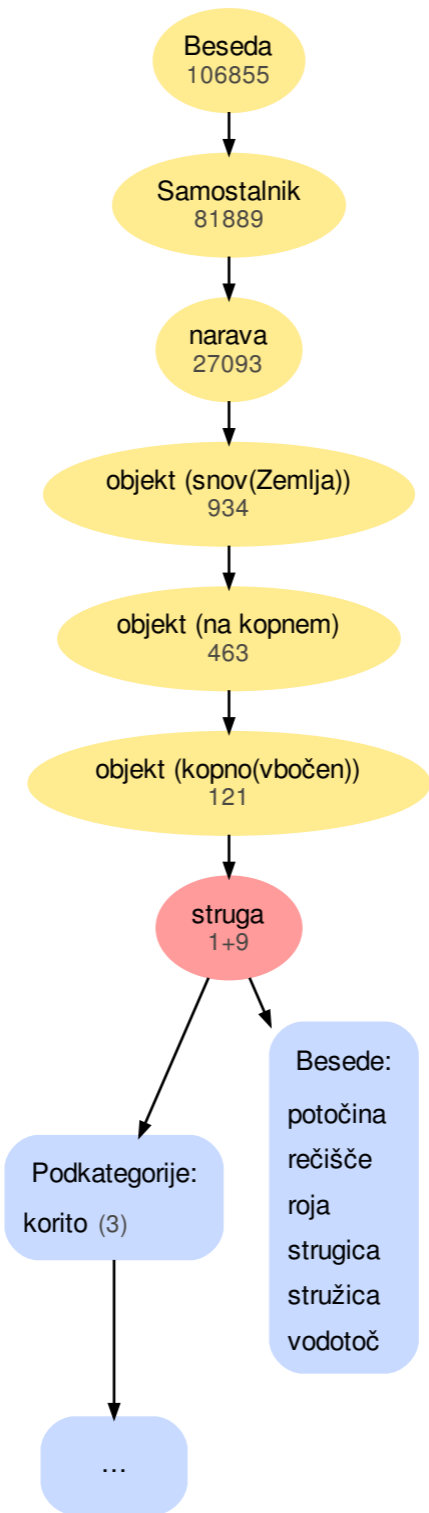 Beseda
106855
Samostalnik
81889
narava
27093
objekt (snov(Zemlja))
934
objekt (na kopnem)
463
objekt (kopno(vbočen))
121
struga
1+9
Besede:
potočina
rečišče
roja
strugica
stružica
vodotoč
Podkategorije:
korito (3)
...